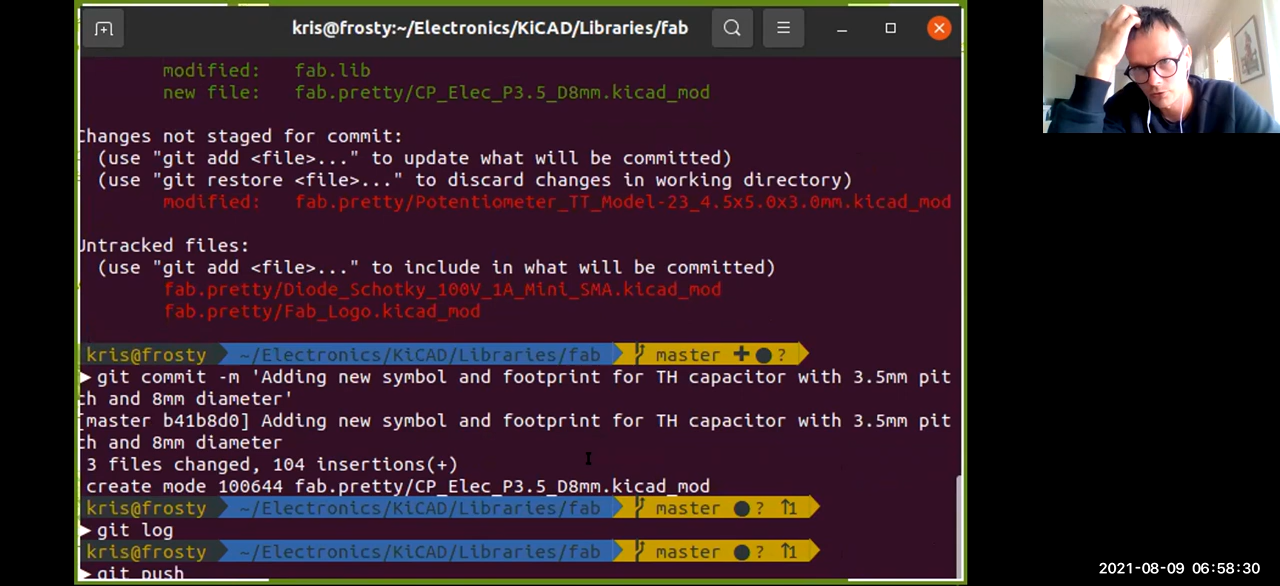 kris@frosty:~/Electronics/KiCAD/Libraries/fab
modified:   fab.lib
new file:   fab.pretty/CP_Elec_P3.5_D8mm.kicad_mod
Changes not staged for commit:
(use "git add <file>..." to update what will be committed)
(use "git restore <file>..." to discard changes in working directory)
modified:   fab.pretty/Potentiometer_TT_Model-23_4.5x5.0x3.0mm.kicad_mod
Untracked files:
(use "git add <file>..." to include in what will be committed)
fab.pretty/Diode_Schotky_100V_1A_Mini_SMA.kicad_mod
fab.pretty/Fab_Logo.kicad_mod
kris@frosty ~/Electronics/KiCAD/Libraries/fab master ✚ ● ?
▶ git commit -m 'Adding new symbol and footprint for TH capacitor with 3.5mm pit
ch and 8mm diameter'
[master b41b8d0] Adding new symbol and footprint for TH capacitor with 3.5mm pit
ch and 8mm diameter
3 files changed, 104 insertions(+)
create mode 100644 fab.pretty/CP_Elec_P3.5_D8mm.kicad_mod
kris@frosty ~/Electronics/KiCAD/Libraries/fab master ● ? ↑1
▶ git log
kris@frosty ~/Electronics/KiCAD/Libraries/fab master ● ? ↑1
▶ git push
2021-08-09 06:58:30